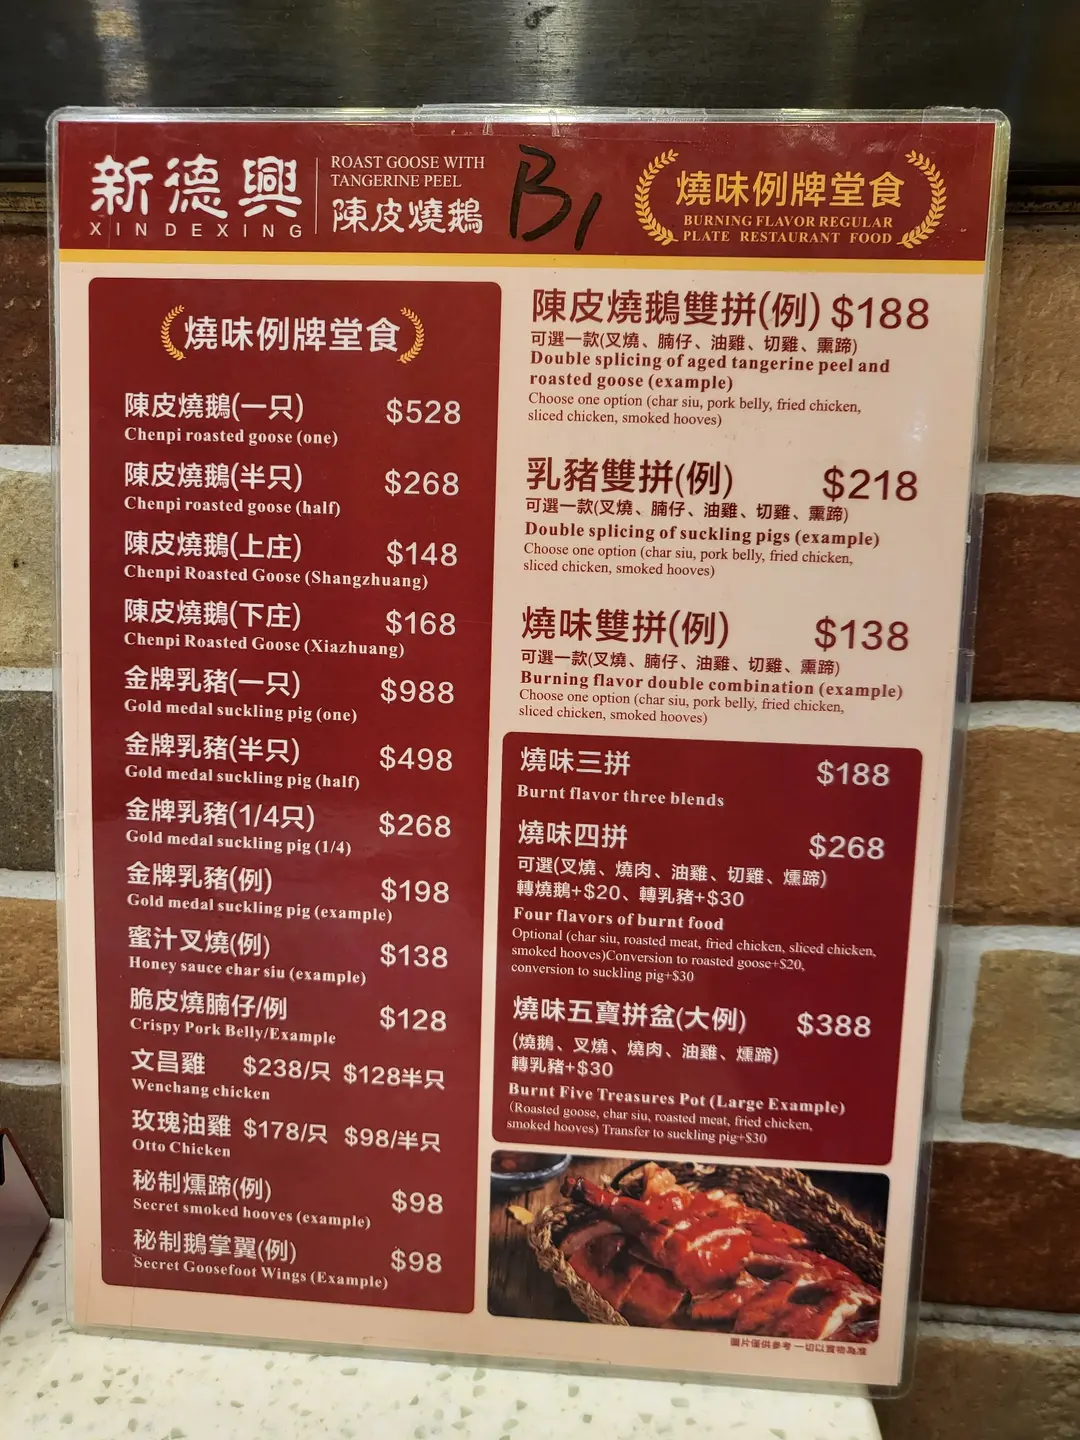 新德興
XINDEXING
ROAST GOOSE WITH
TANGERINE PEEL
陳皮燒鵝
B1
燒味例牌堂食
BURNING FLAVOR REGULAR
PLATE RESTAURANT FOOD
燒味例牌堂食
陳皮燒鵝(一只) $528
Chenpi roasted goose (one)
陳皮燒鵝(半只) $268
Chenpi roasted goose (half)
陳皮燒鵝(上庄) $148
Chenpi Roasted Goose (Shangzhuang)
陳皮燒鵝(下庄) $168
Chenpi Roasted Goose (Xiazhuang)
金牌乳豬(一只) $988
Gold medal suckling pig (one)
金牌乳豬(半只) $498
Gold medal suckling pig (half)
金牌乳豬(1/4只) $268
Gold medal suckling pig (1/4)
金牌乳豬(例) $198
Gold medal suckling pig (example)
蜜汁叉燒(例) $138
Honey sauce char siu (example)
脆皮燒腩仔/例 $128
Crispy Pork Belly/Example
文昌雞 $238/只 $128半只
Wenchang chicken
玫瑰油雞 $178/只 $98/半只
Otto Chicken
秘制燻蹄(例) $98
Secret smoked hooves (example)
秘制鵝掌翼(例) $98
Secret Goosefoot Wings (Example)
陳皮燒鵝雙拼(例) $188
可選一款(叉燒、腩仔、油雞、切雞、熏蹄)
Double splicing of aged tangerine peel and
roasted goose (example)
Choose one option (char siu, pork belly, fried chicken,
sliced chicken, smoked hooves)
乳豬雙拼(例) $218
可選一款(叉燒、腩仔、油雞、切雞、熏蹄)
Double splicing of suckling pigs (example)
Choose one option (char siu, pork belly, fried chicken,
sliced chicken, smoked hooves)
燒味雙拼(例) $138
可選一款(叉燒、腩仔、油雞、切雞、熏蹄)
Burning flavor double combination (example)
Choose one option (char siu, pork belly, fried chicken,
sliced chicken, smoked hooves)
燒味三拼 $188
Burnt flavor three blends
燒味四拼 $268
可選(叉燒、燒肉、油雞、切雞、燻蹄)
轉燒鵝+$20、轉乳豬+$30
Four flavors of burnt food
Optional (char siu, roasted meat, fried chicken, sliced chicken,
smoked hooves)Conversion to roasted goose+$20,
conversion to suckling pig+$30
燒味五寶拼盆(大例) $388
(燒鵝、叉燒、燒肉、油雞、燻蹄)
轉乳豬+$30
Burnt Five Treasures Pot (Large Example)
(Roasted goose, char siu, roasted meat, fried chicken,
smoked hooves) Transfer to suckling pig+$30
圖片僅供參考 一切以實物為准